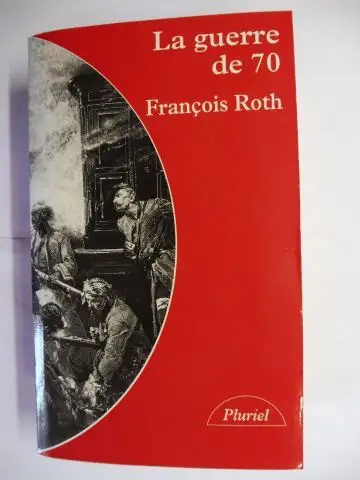 La guerre
de 70
François Roth
Pluriel